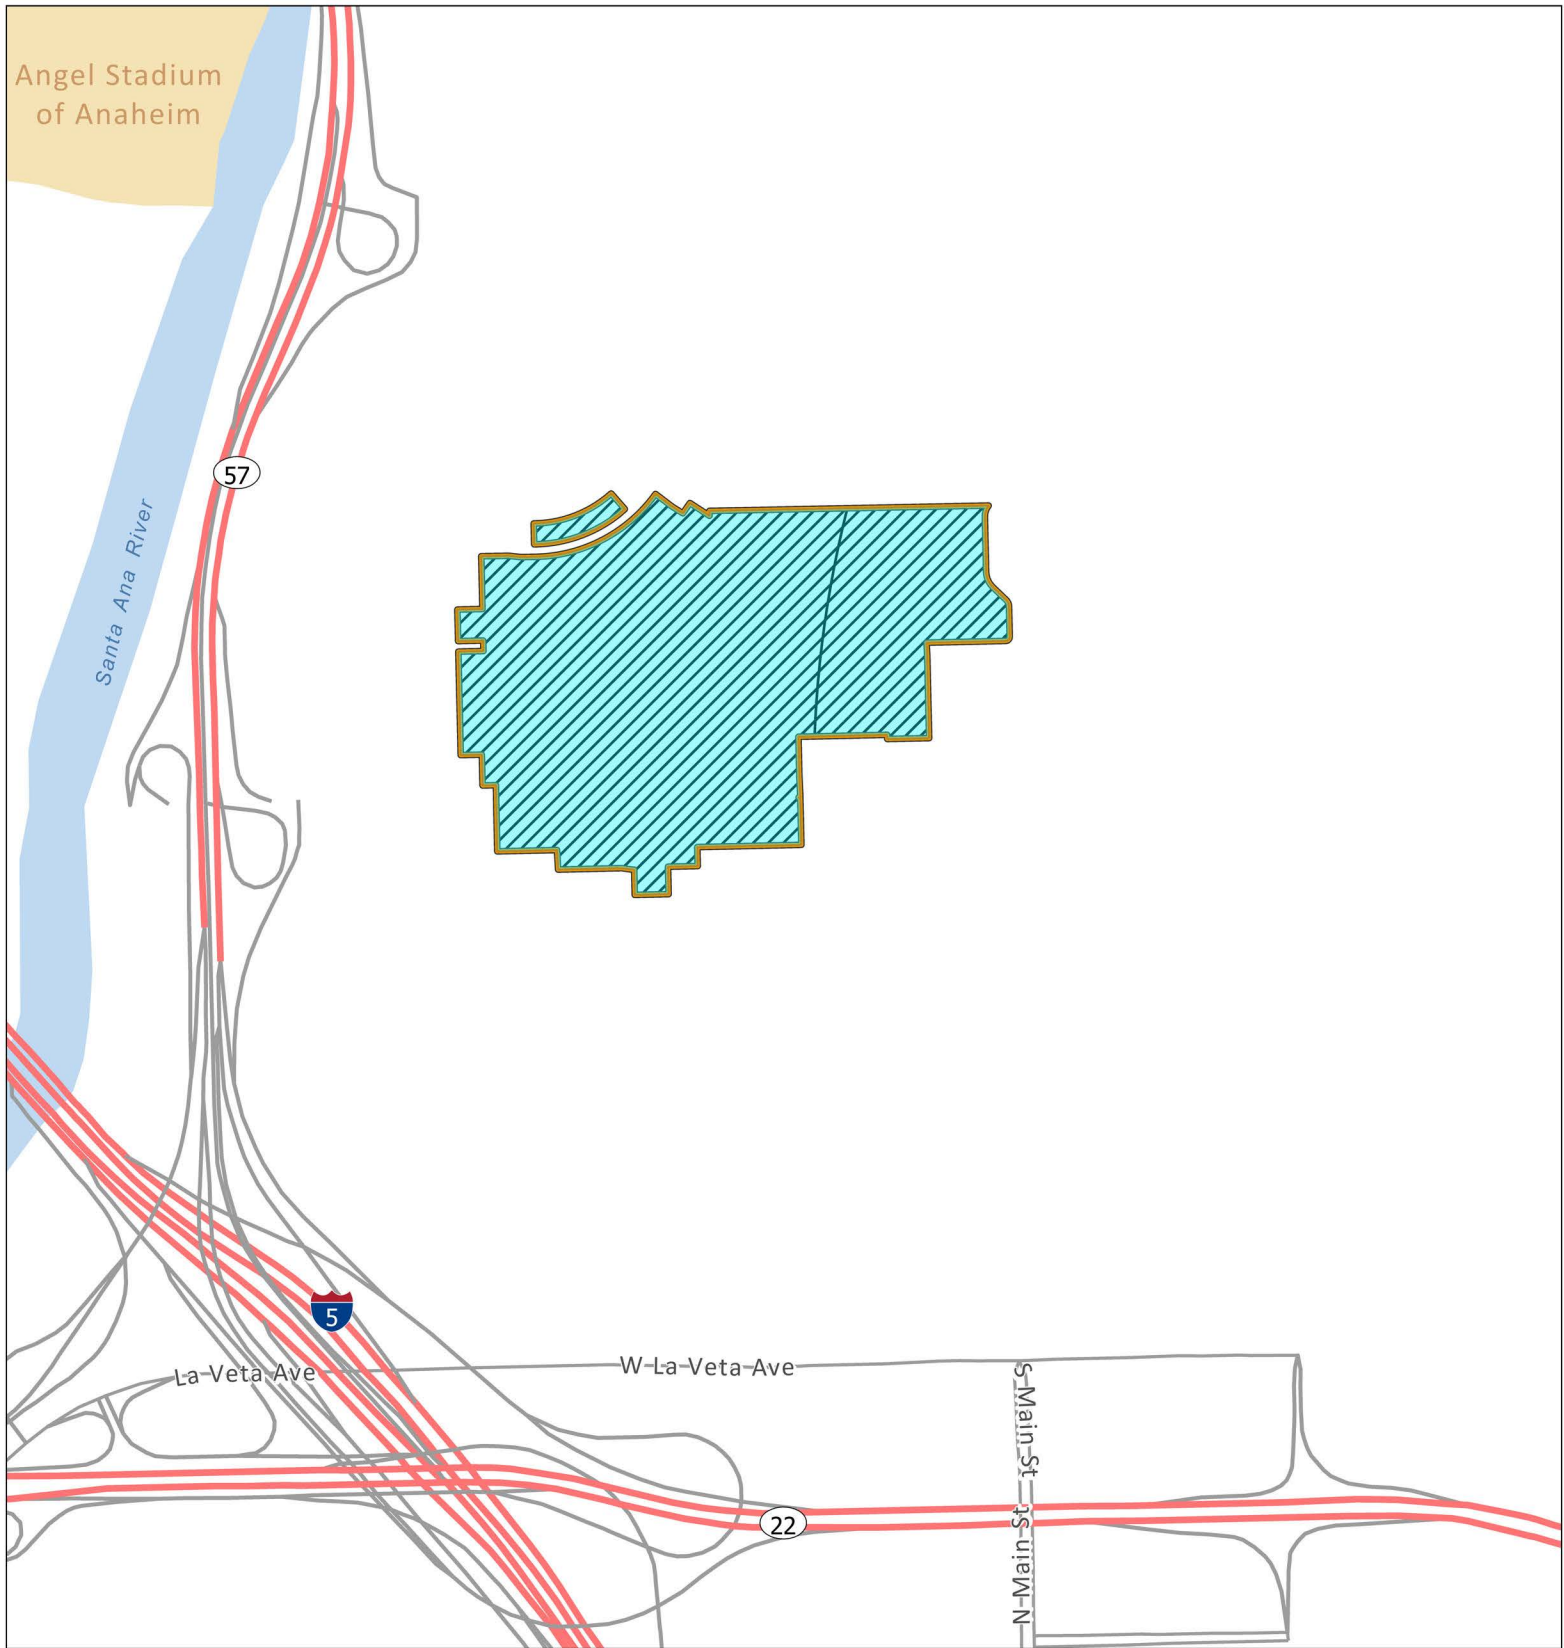 Angel Stadium
of Anaheim
57
Santa Ana River
5
La Veta Ave
W La Veta Ave
S Main St
22
N Main St